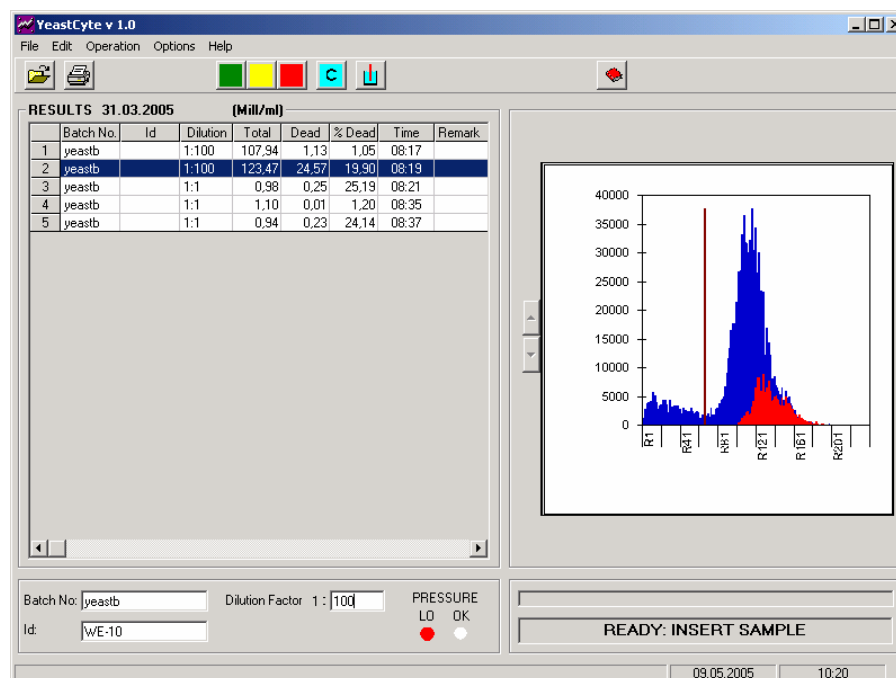 YeastCyte v 1.0
File Edit Operation Options Help
C
RESULTS 31.03.2005 (Mill/ml)
Batch No. Id Dilution Total Dead % Dead Time Remark
1 yeastb 1:100 107,94 1,13 1,05 08:17
2 yeastb 1:100 123,47 24,57 19,90 08:19
3 yeastb 1:1 0,98 0,25 25,19 08:21
4 yeastb 1:1 1,10 0,01 1,20 08:35
5 yeastb 1:1 0,94 0,23 24,14 08:37
40000
35000
30000
25000
20000
15000
10000
5000
0
R1 R41 R81 R121 R161 R201
Batch No: yeastb Dilution Factor 1 : 100 PRESSURE
LO OK
Id: WE-10
READY: INSERT SAMPLE
09.05.2005 10:20